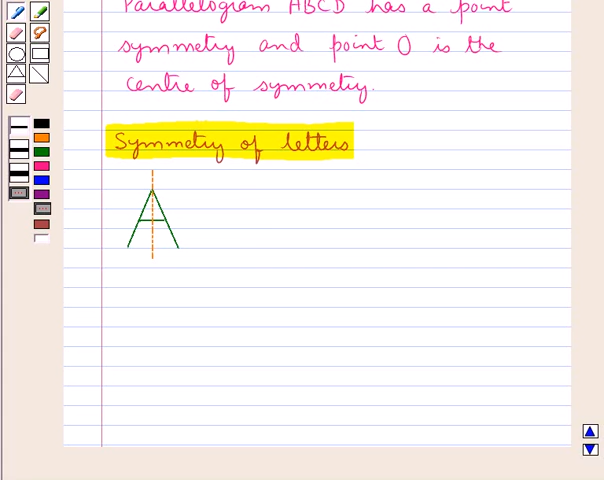 Parallelogram ABCD has a point
symmetry and point O is the
centre of symmetry.
Symmetry of letters
A